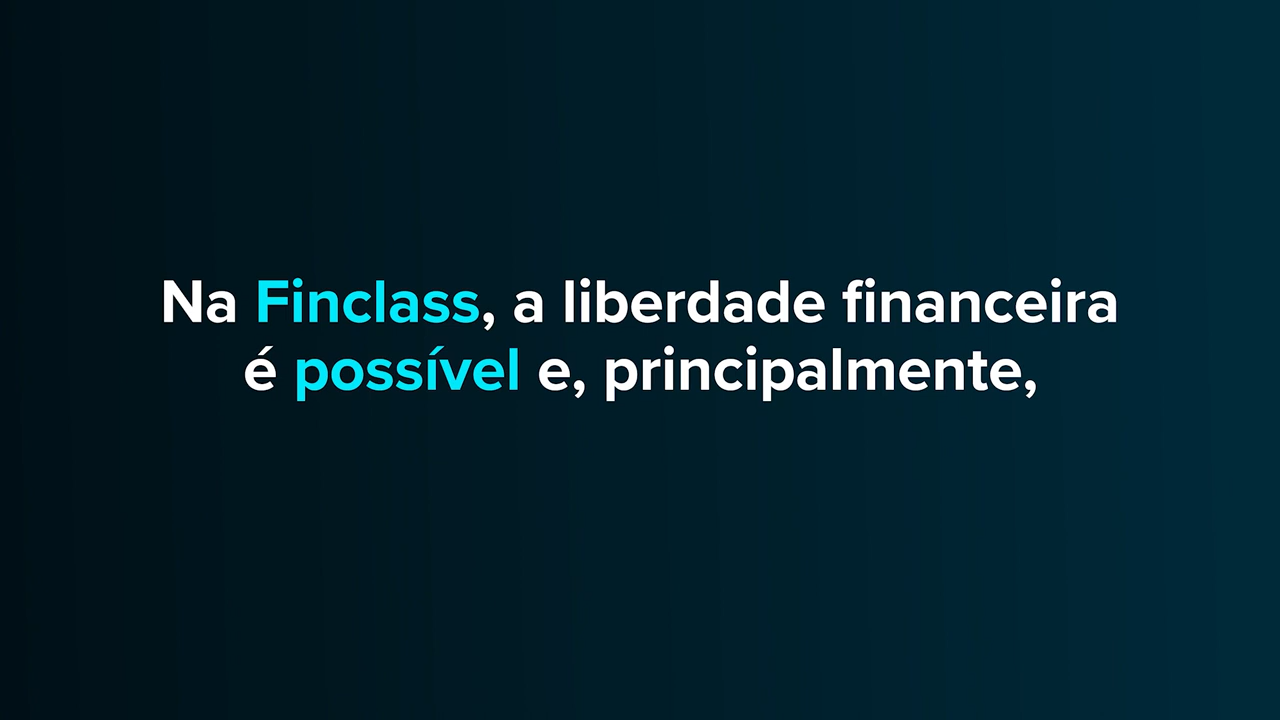 Na Finclass, a liberdade financeira
é possível e, principalmente,